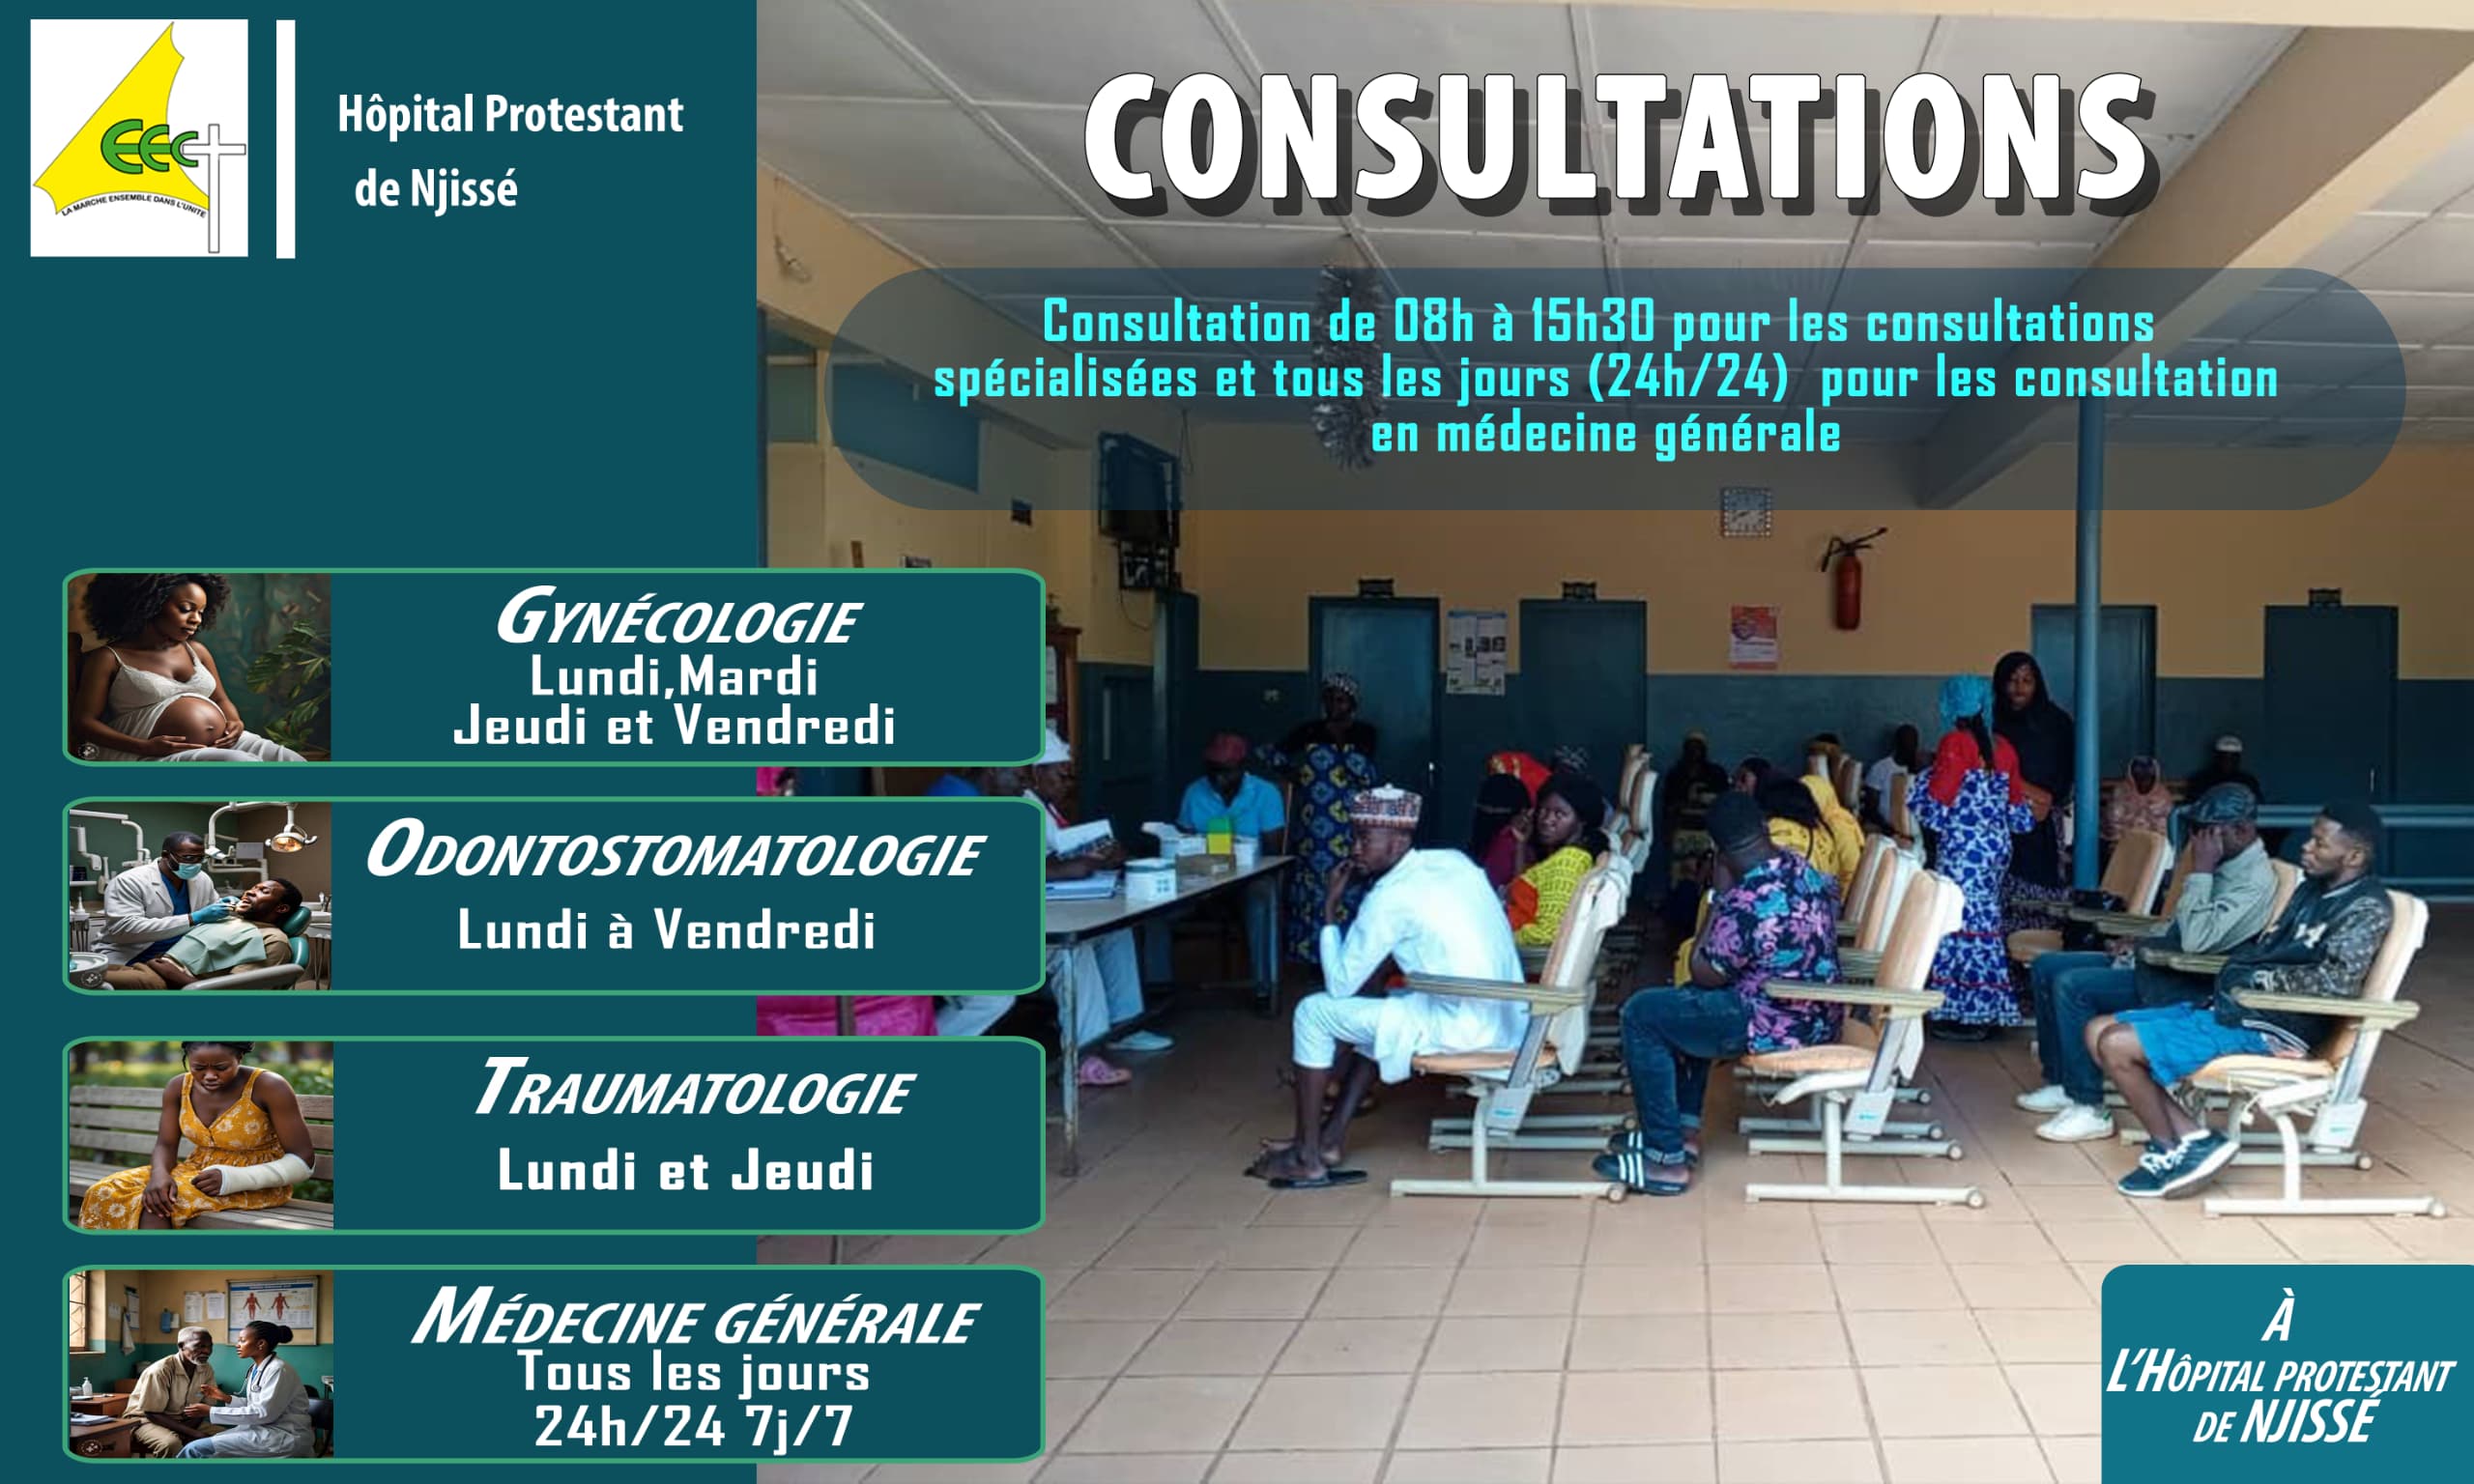 EEC
LA MARCHE ENSEMBLE DANS L'UNITE
Hôpital Protestant
de Njissé
CONSULTATIONS
Consultation de 08h à 15h30 pour les consultations
spécialisées et tous les jours (24h/24) pour les consultation
en médecine générale
GYNÉCOLOGIE
Lundi,Mardi
Jeudi et Vendredi
ODONTOSTOMATOLOGIE
Lundi à Vendredi
TRAUMATOLOGIE
Lundi et Jeudi
MÉDECINE GÉNÉRALE
Tous les jours
24h/24 7j/7
À
L'HÔPITAL PROTESTANT
DE NJISSÉ